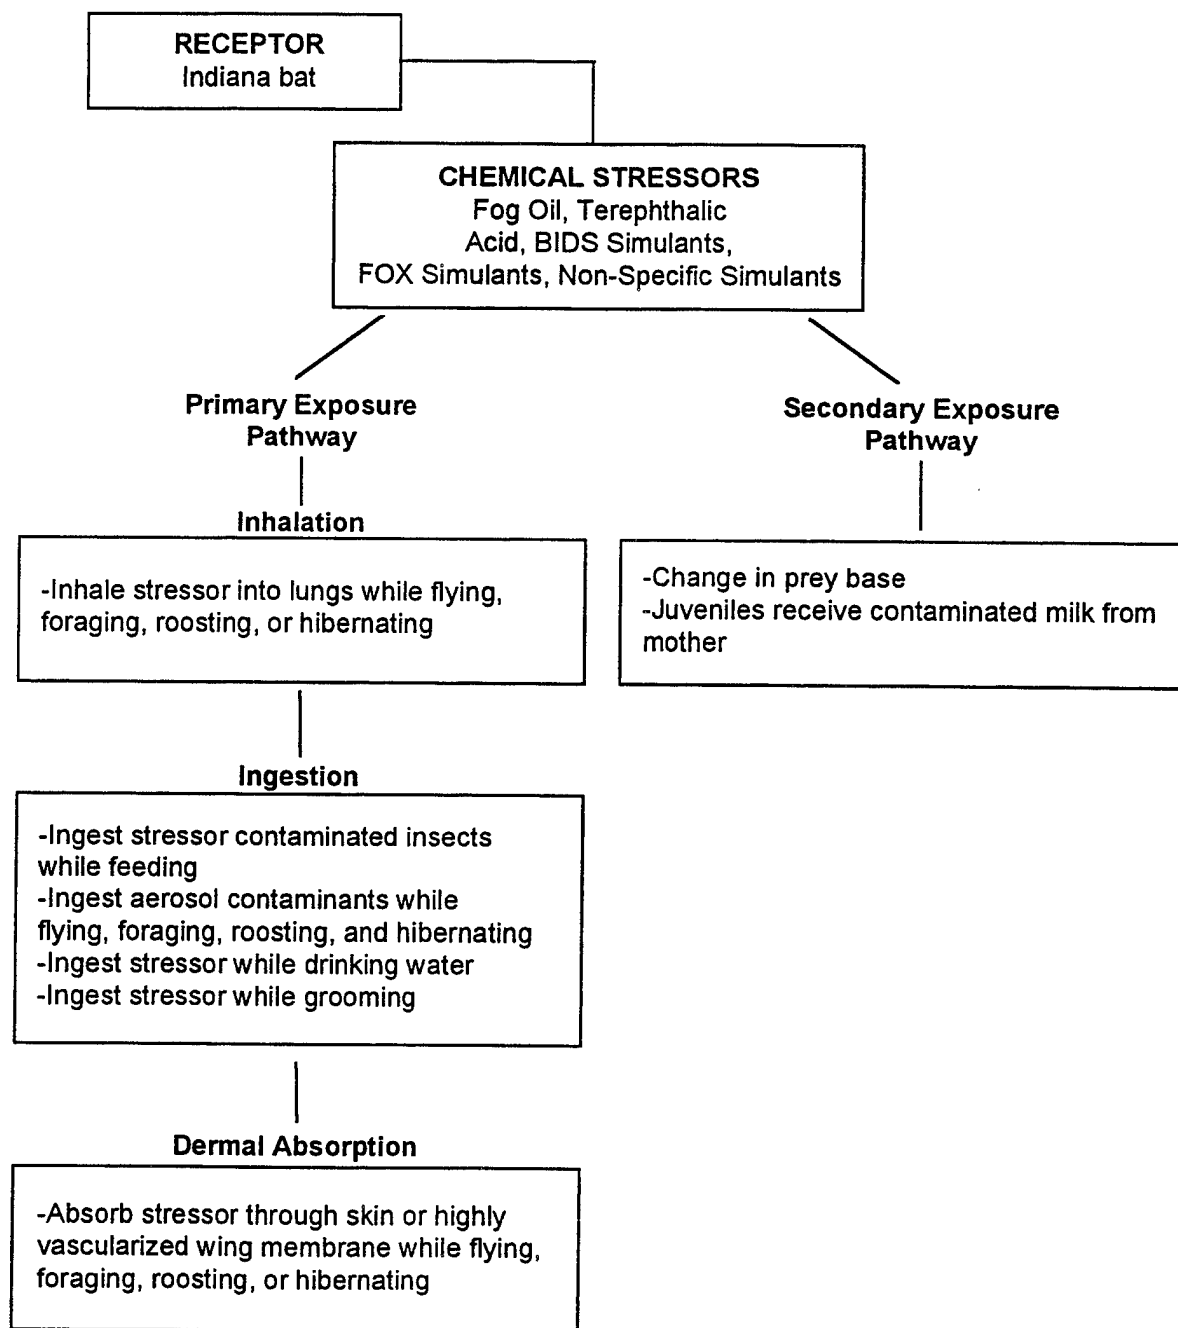 RECEPTOR
Indiana bat
CHEMICAL STRESSORS
Fog Oil, Terephthalic
Acid, BIDS Simulants,
FOX Simulants, Non-Specific Simulants
Primary Exposure
Pathway
Secondary Exposure
Pathway
Inhalation
-Inhale stressor into lungs while flying,
foraging, roosting, or hibernating
-Change in prey base
-Juveniles receive contaminated milk from
mother
Ingestion
-Ingest stressor contaminated insects
while feeding
-Ingest aerosol contaminants while
flying, foraging, roosting, and hibernating
-Ingest stressor while drinking water
-Ingest stressor while grooming
Dermal Absorption
-Absorb stressor through skin or highly
vascularized wing membrane while flying,
foraging, roosting, or hibernating